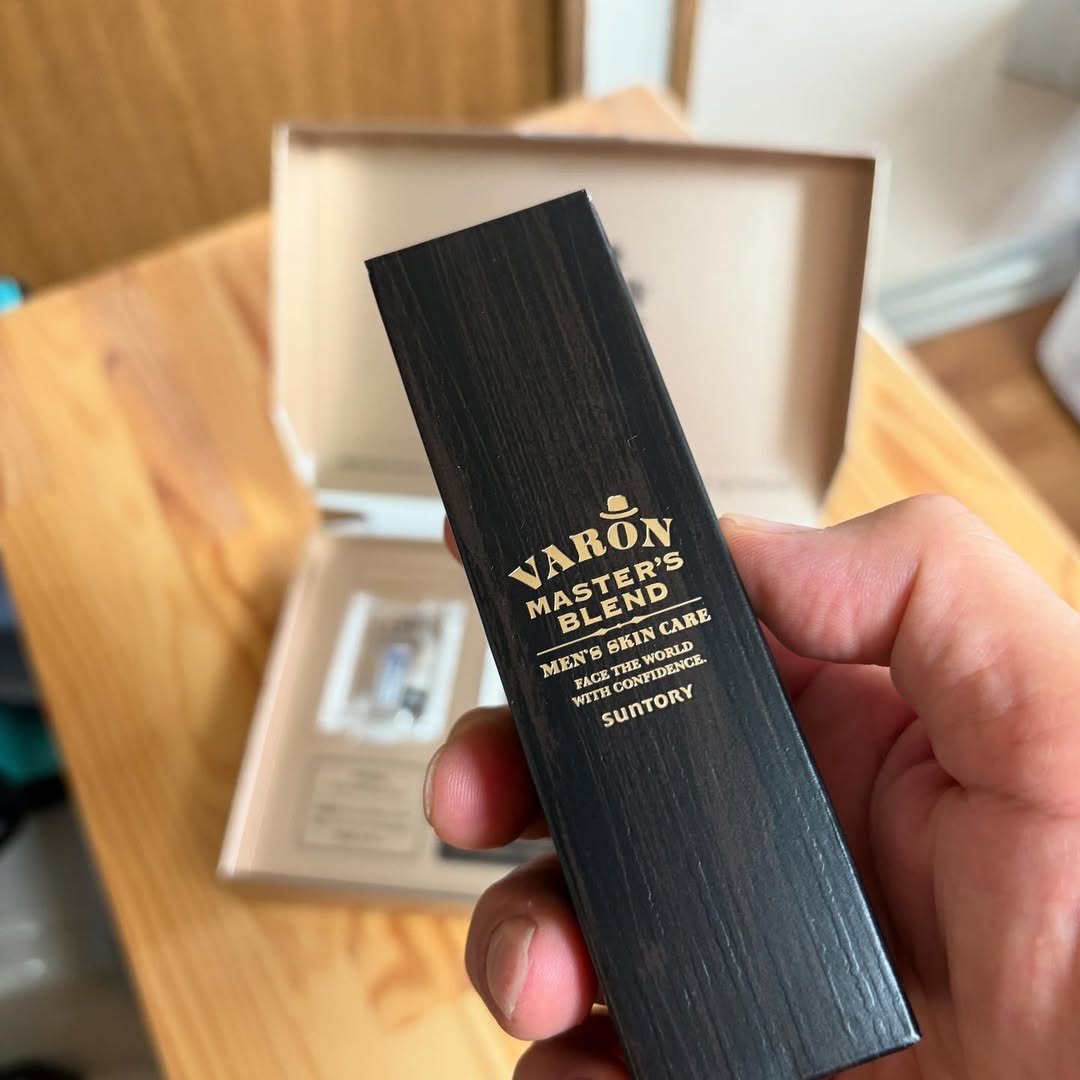 VARON
MASTER'S
BLEND
MEN'S SKIN CARE
FACE THE WORLD
WITH CONFIDENCE.
SUNTORY